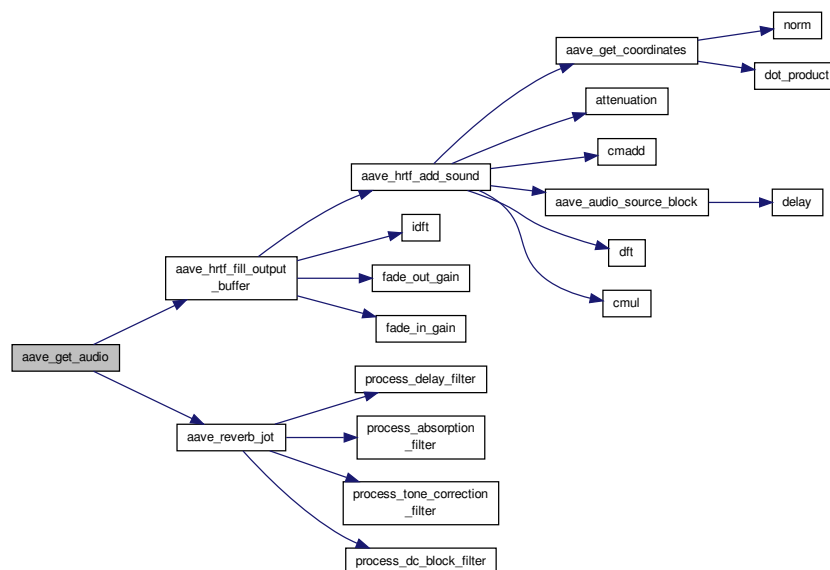 norm
aave_get_coordinates
dot_product
attenuation
cmadd
aave_hrtf_add_sound
aave_audio_source_block
delay
idft
dft
aave_hrtf_fill_output
_buffer
fade_out_gain
cmul
fade_in_gain
aave_get_audio
process_delay_filter
aave_reverb_jot
process_absorption
_filter
process_tone_correction
_filter
process_dc_block_filter